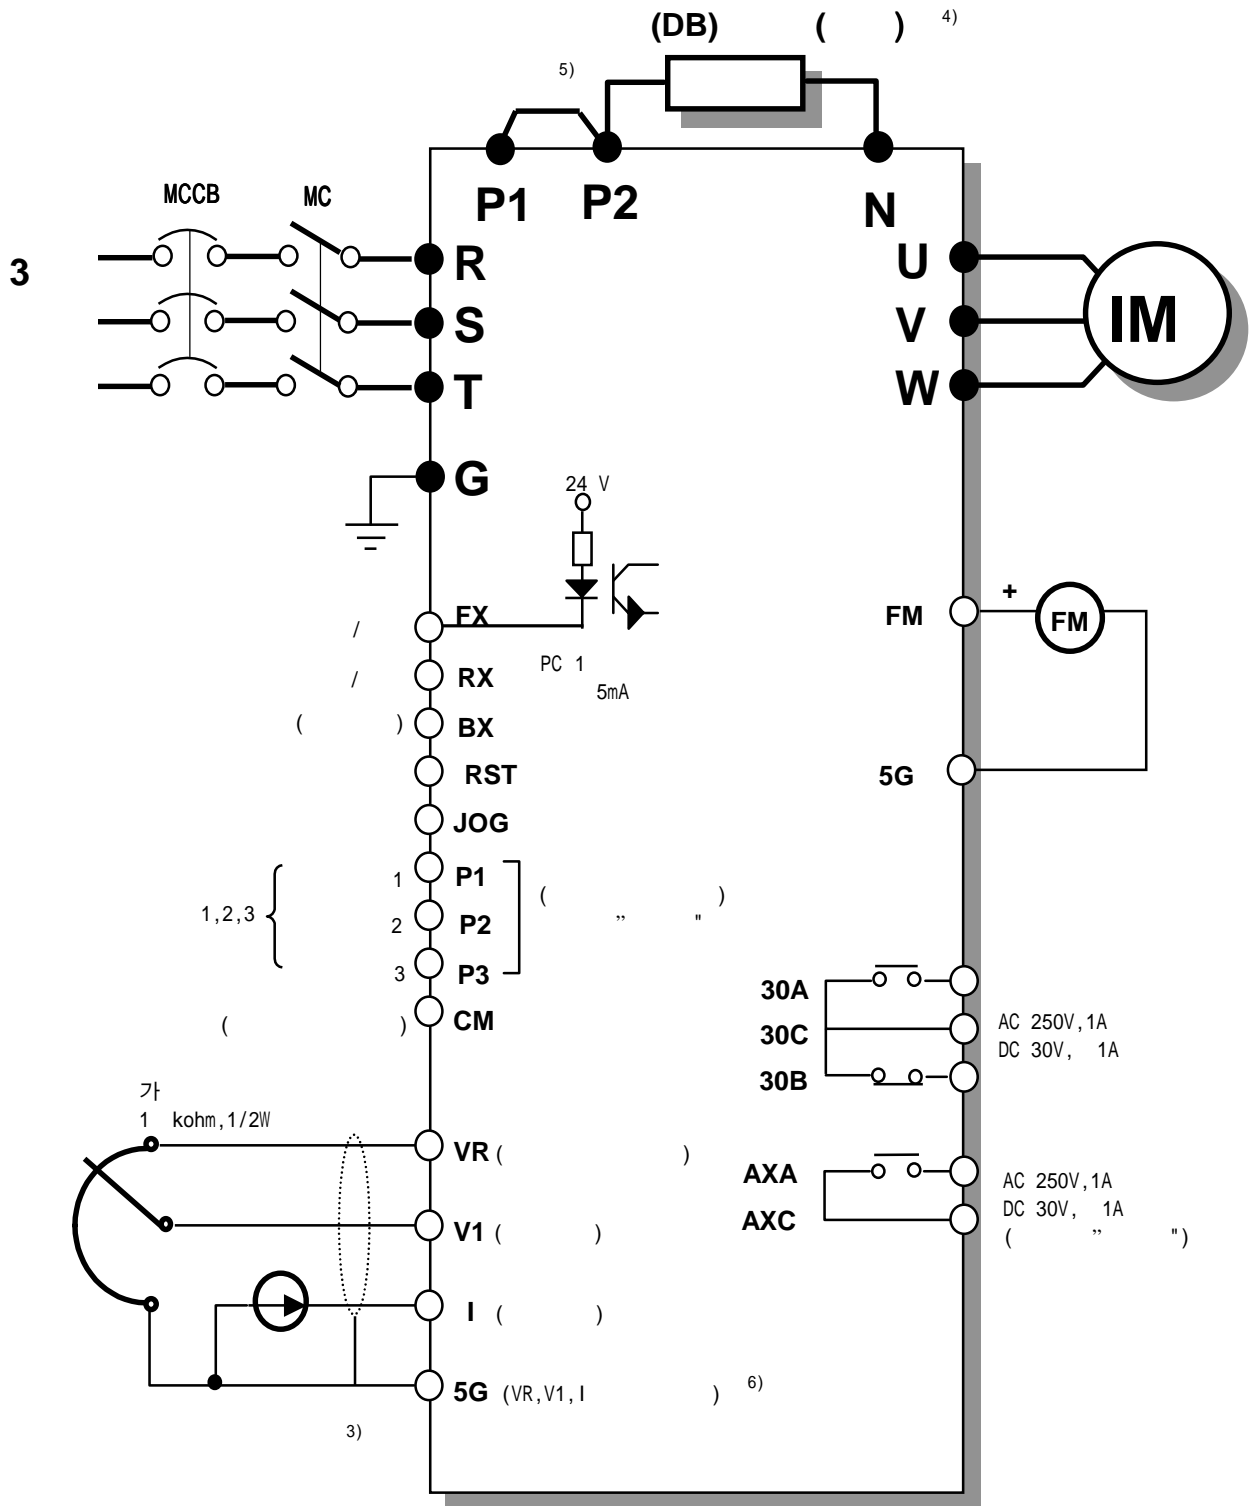 (DB) ( ) 4)
5)
P1 P2 N
MCCB MC
3
R
S
T
G
U
V
W
IM
24 V
/ FX
/ RX
PC 1
5mA
( ) BX
RST
JOG
1 P1
1,2,3
2 P2
3 P3
( )
” "
( ) CM
FM + FM
5G
30A
30C
30B
AC 250V,1A
DC 30V, 1A
가
1 kohm,1/2W
VR ( )
V1 ( )
I ( )
5G (VR,V1,I ) 6)
3)
AXA
AXC
AC 250V,1A
DC 30V, 1A
( ” ")